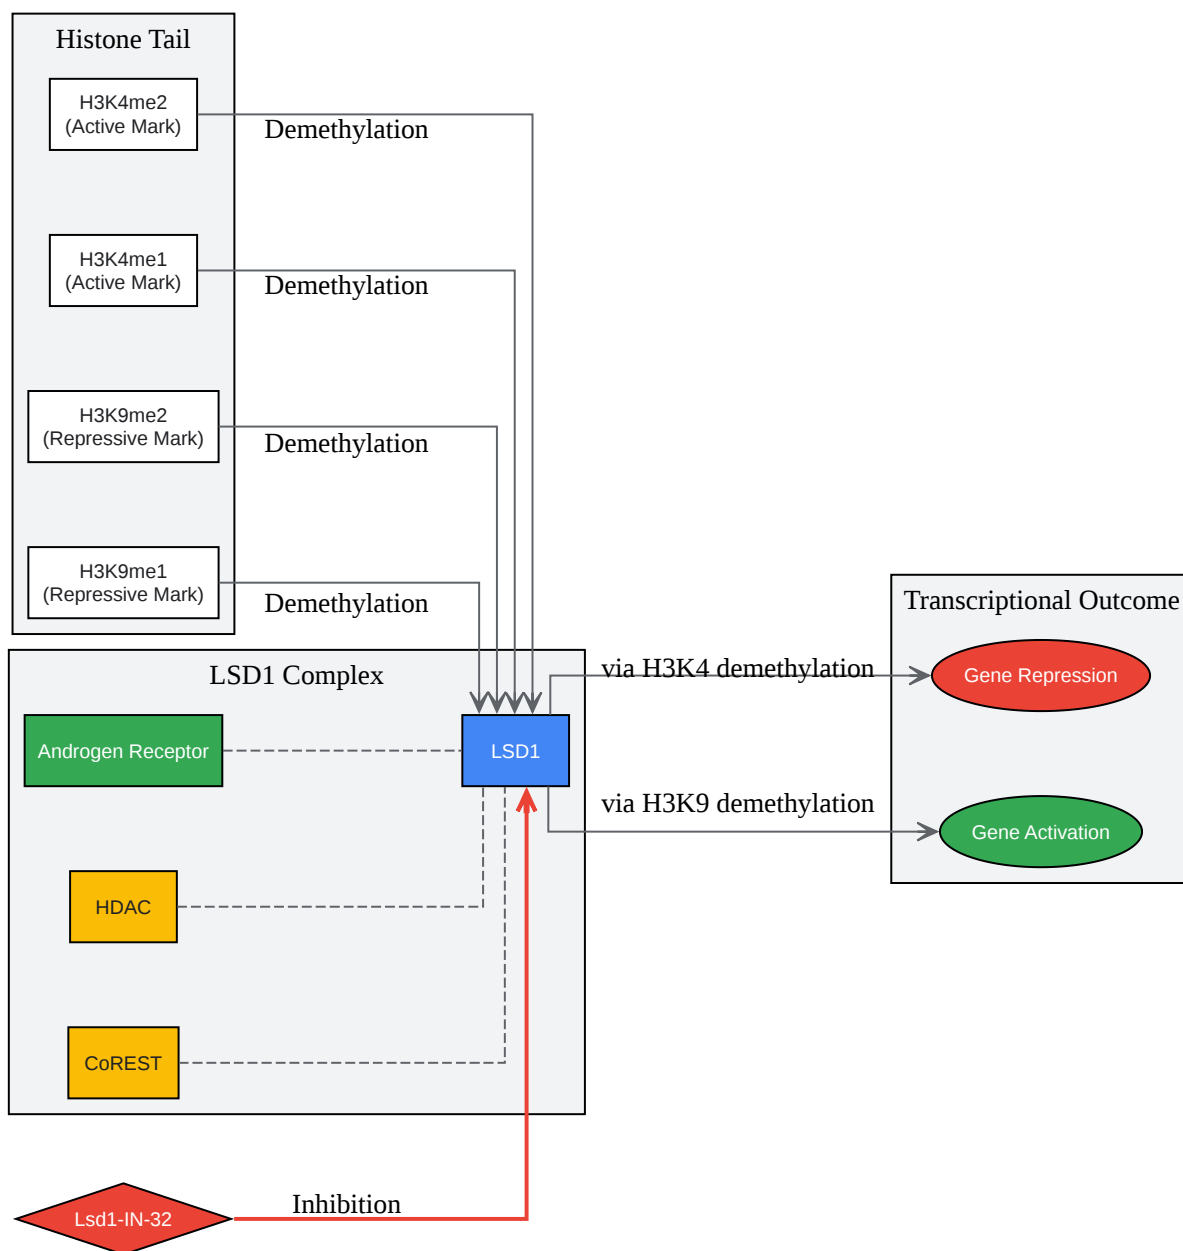 Histone Tail
H3K4me2
(Active Mark)
Demethylation
H3K4me1
(Active Mark)
Demethylation
H3K9me2
(Repressive Mark)
Demethylation
H3K9me1
(Repressive Mark)
Demethylation
LSD1 Complex
Androgen Receptor
LSD1
HDAC
CoREST
via H3K4 demethylation
via H3K9 demethylation
Transcriptional Outcome
Gene Repression
Gene Activation
Inhibition
Lsd1-IN-32